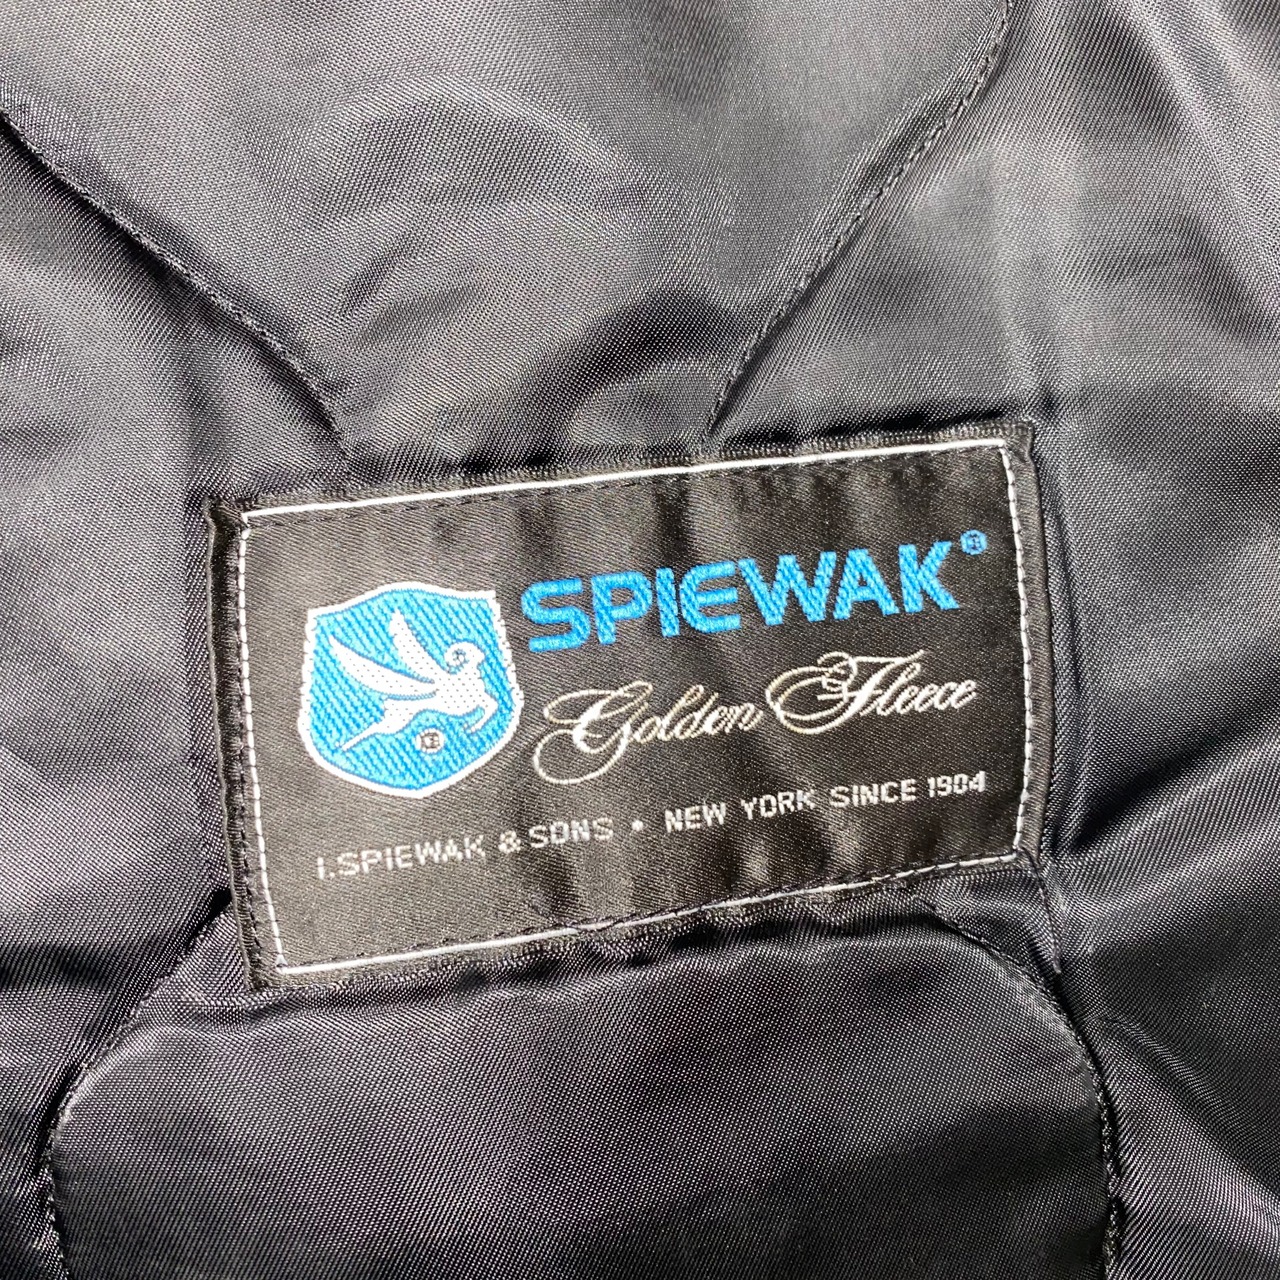 SPIEWAK®
Golden Fleece
I.SPIEWAK & SONS • NEW YORK SINCE 1904